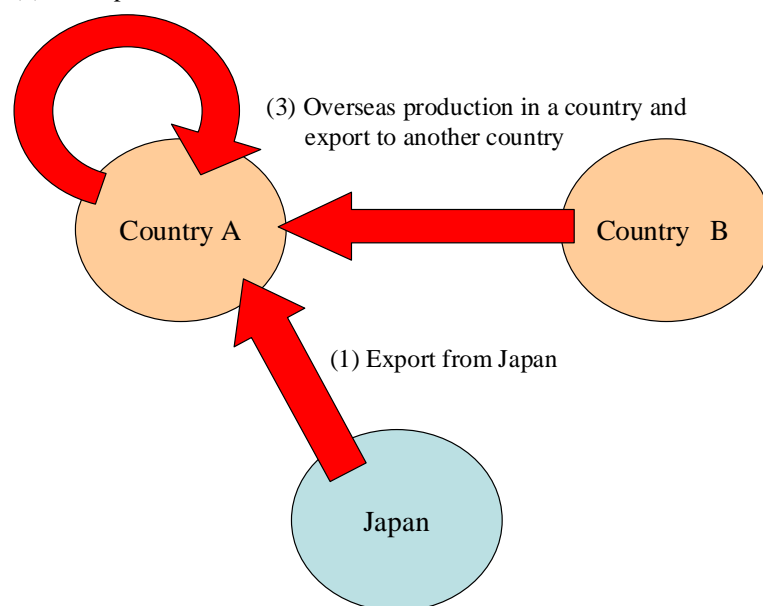 (3) Overseas production in a country and
export to another country
Country A
Country B
(1) Export from Japan
Japan